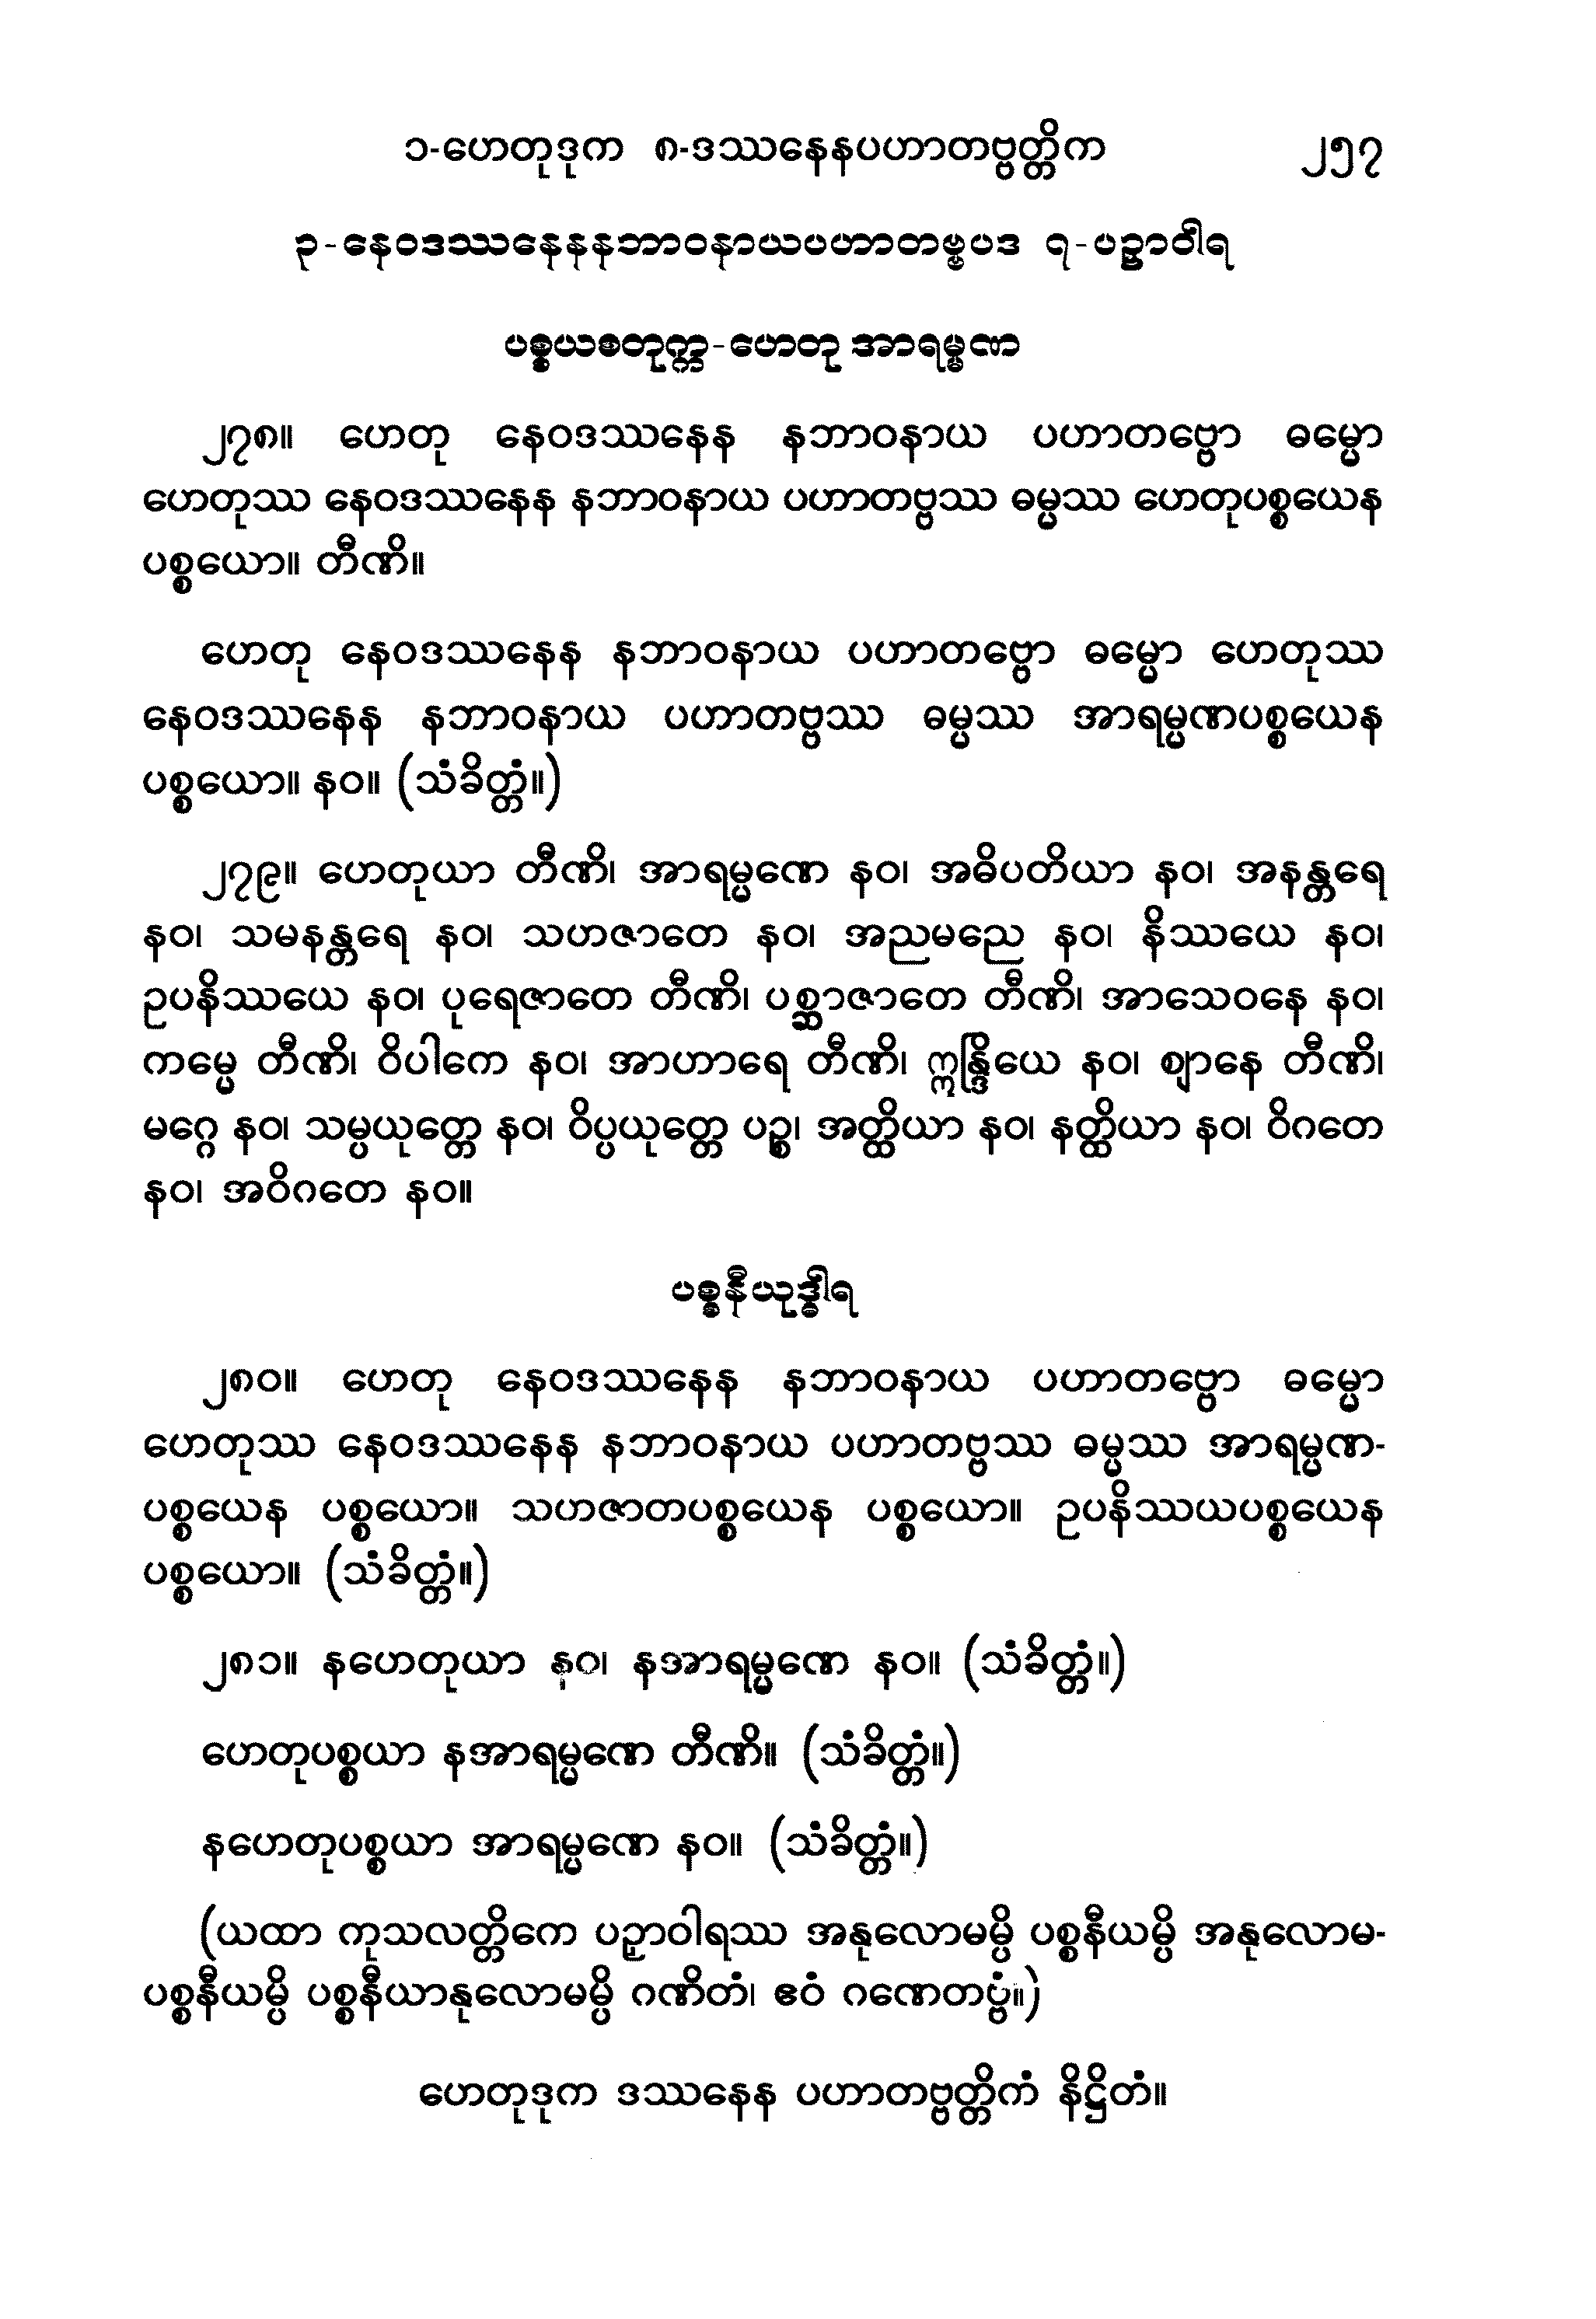 ၁-ဟေတုဒုက ၈-ဒဿနေနပဟာတဗ္ဗတ္တိက ၂၅၇
၃-နေဝဒဿနေနနဘာဝနာယပဟာတဗ္ဗပဒ ၇-ပဉှာဝါရ
ပစ္စယစတုက္က-ဟေတု အာရမ္မဏ
၂၇၈။ ဟေတု နေဝဒဿနေန နဘာဝနာယ ပဟာတဗ္ဗော ဓမ္မော
ဟေတုဿ နေဝဒဿနေန နဘာဝနာယ ပဟာတဗ္ဗဿ ဓမ္မဿ ဟေတုပစ္စယေန
ပစ္စယော။ တီဏိ။
ဟေတု နေဝဒဿနေန နဘာဝနာယ ပဟာတဗ္ဗော ဓမ္မော ဟေတုဿ
နေဝဒဿနေန နဘာဝနာယ ပဟာတဗ္ဗဿ ဓမ္မဿ အာရမ္မဏပစ္စယေန
ပစ္စယော။ နဝ။ (သံခိတ္တံ။)
၂၇၉။ ဟေတုယာ တီဏိ၊ အာရမ္မဏေ နဝ၊ အဓိပတိယာ နဝ၊ အနန္တရေ
နဝ၊ သမနန္တရေ နဝ၊ သဟဇာတေ နဝ၊ အညမညေ နဝ၊ နိဿယေ နဝ၊
ဥပနိဿယေ နဝ၊ ပုရေဇာတေ တီဏိ၊ ပစ္ဆာဇာတေ တီဏိ၊ အာသေဝနေ နဝ၊
ကမ္မေ တီဏိ၊ ဝိပါကေ နဝ၊ အာဟာရေ တီဏိ၊ ဣန္ဒြိယေ နဝ၊ ဈာနေ တီဏိ၊
မဂ္ဂေ နဝ၊ သမ္ပယုတ္တေ နဝ၊ ဝိပ္ပယုတ္တေ ပဉ္စ၊ အတ္ထိယာ နဝ၊ နတ္ထိယာ နဝ၊ ဝိဂတေ
နဝ၊ အဝိဂတေ နဝ။
ပစ္စနီယုဒ္ဓါရ
၂၈၀။ ဟေတု နေဝဒဿနေန နဘာဝနာယ ပဟာတဗ္ဗော ဓမ္မော
ဟေတုဿ နေဝဒဿနေန နဘာဝနာယ ပဟာတဗ္ဗဿ ဓမ္မဿ အာရမ္မဏ-
ပစ္စယေန ပစ္စယော။ သဟဇာတပစ္စယေန ပစ္စယော။ ဥပနိဿယပစ္စယေန
ပစ္စယော။ (သံခိတ္တံ။)
၂၈၁။ နဟေတုယာ နဝ၊ နအာရမ္မဏေ နဝ။ (သံခိတ္တံ။)
ဟေတုပစ္စယာ နအာရမ္မဏေ တီဏိ။ (သံခိတ္တံ။)
နဟေတုပစ္စယာ အာရမ္မဏေ နဝ။ (သံခိတ္တံ။)
(ယထာ ကုသလတ္တိကေ ပဉှာဝါရဿ အနုလောမမ္ပိ ပစ္စနီယမ္ပိ အနုလောမ-
ပစ္စနီယမ္ပိ ပစ္စနီယာနုလောမမ္ပိ ဂဏိတံ၊ ဧဝံ ဂဏေတဗ္ဗံ။)
ဟေတုဒုက ဒဿနေန ပဟာတဗ္ဗတ္တိကံ နိဋ္ဌိတံ။